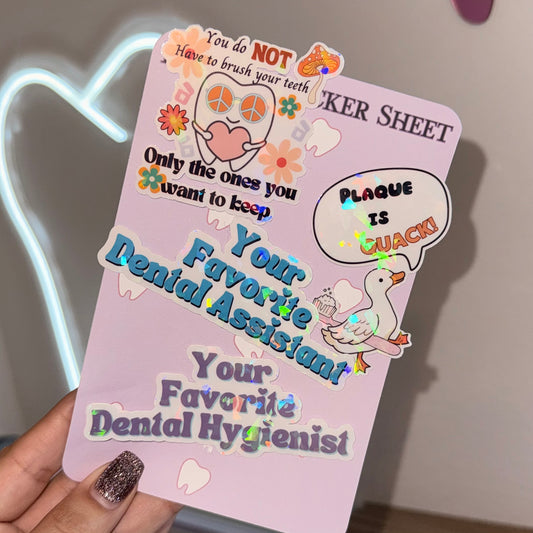 You do NOT
Have to brush your teeth
Only the ones you
want to keep
CKER SHEET
PLAQUE
IS
QUACK!
Your
Favorite
Dental Assistant
Your
Favorite
Dental Hygienist